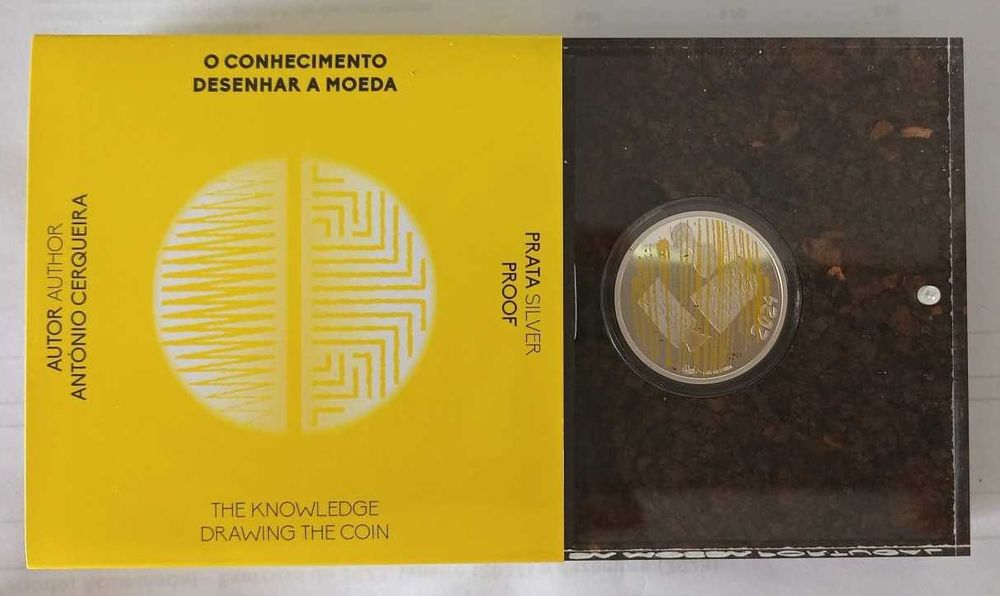 O CONHECIMENTO
DESENHAR A MOEDA
AUTOR AUTHOR
ANTÓNIO CERQUEIRA
PRATA SILVER
PROOF
THE KNOWLEDGE
DRAWING THE COIN
2024